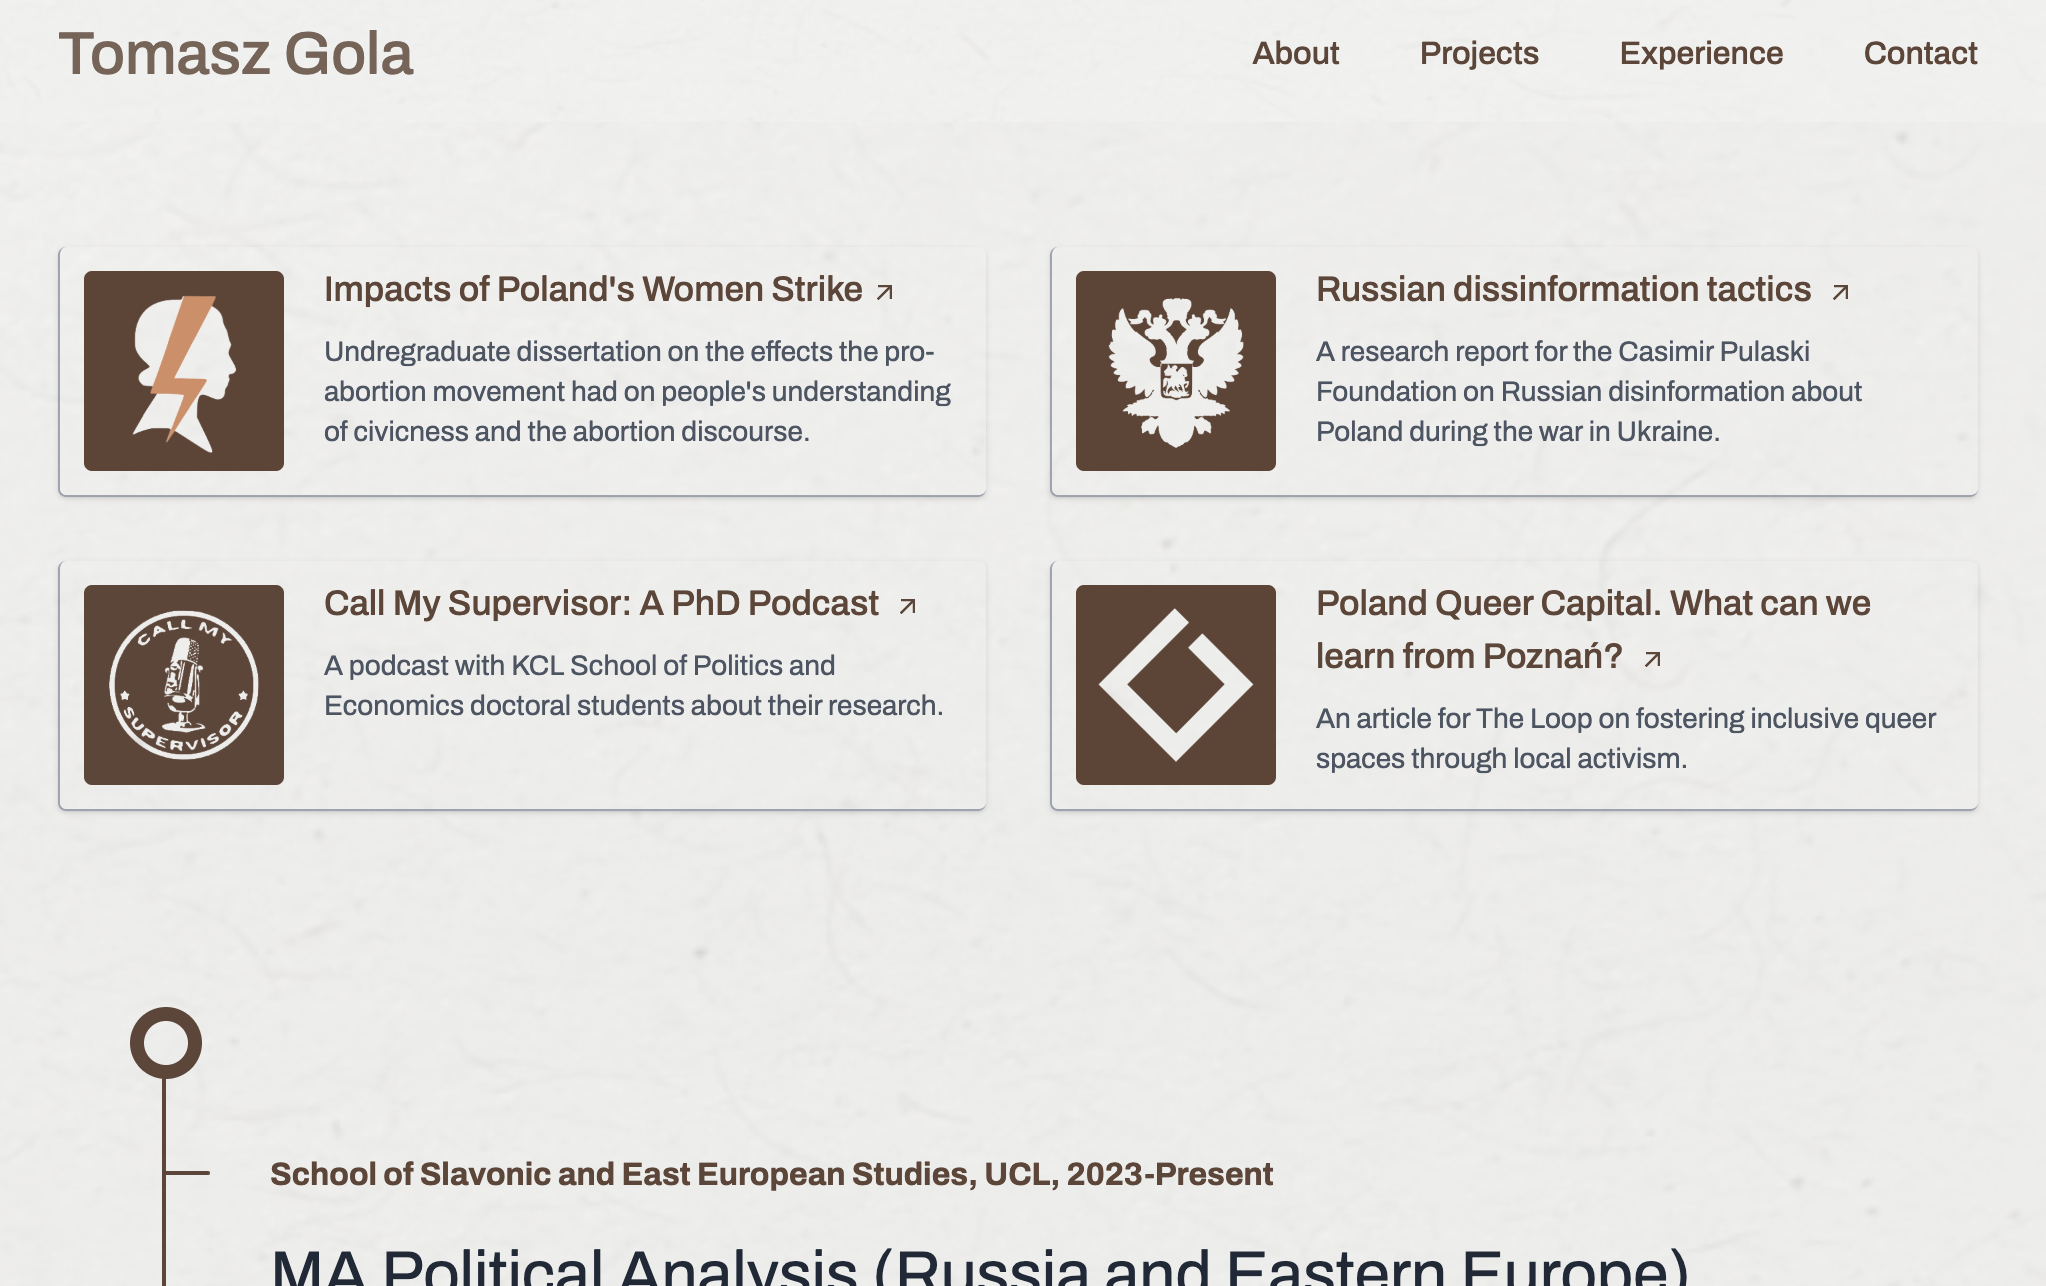 Tomasz Gola
About
Projects
Experience
Contact
Impacts of Poland's Women Strike
Undregraduate dissertation on the effects the pro-
abortion movement had on people's understanding
of civicness and the abortion discourse.
Russian dissinformation tactics
A research report for the Casimir Pulaski
Foundation on Russian disinformation about
Poland during the war in Ukraine.
CALL MY
SUPERVISOR
Call My Supervisor: A PhD Podcast
A podcast with KCL School of Politics and
Economics doctoral students about their research.
Poland Queer Capital. What can we
learn from Poznań?
An article for The Loop on fostering inclusive queer
spaces through local activism.
School of Slavonic and East European Studies, UCL, 2023-Present
MA Political Analysis (Russia and Eastern Europe)